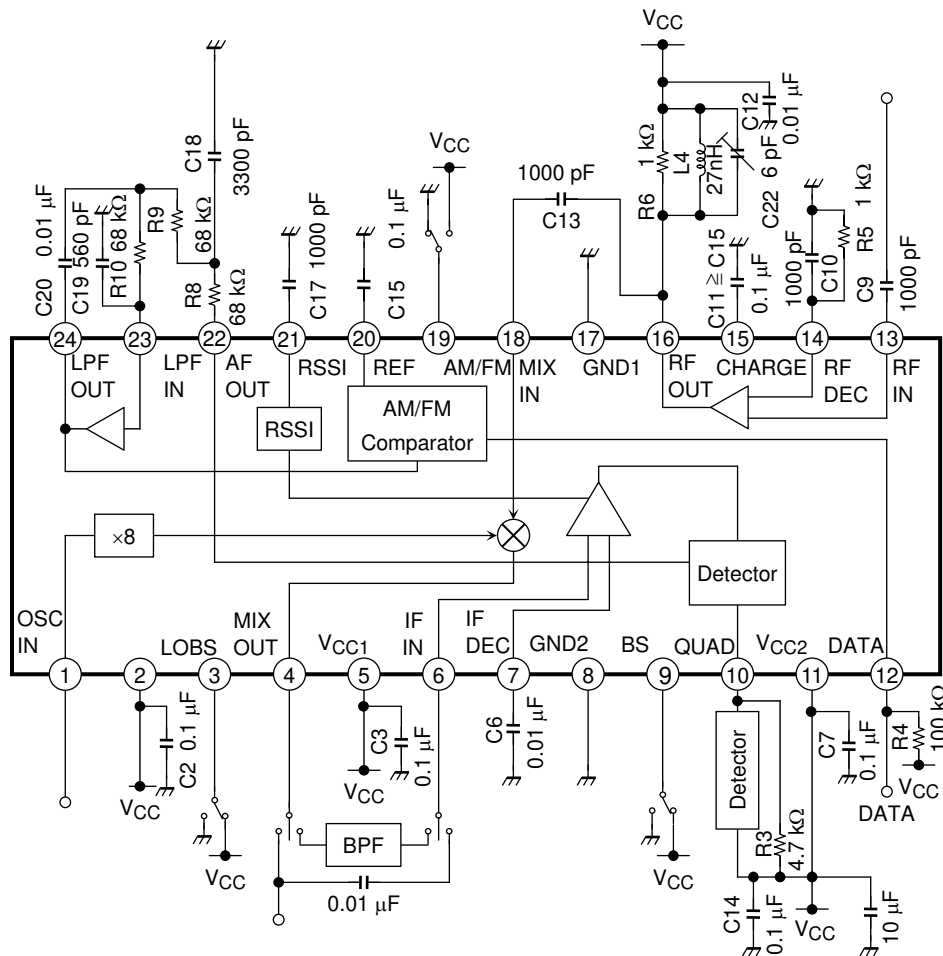 VCC
C12
0.01 μF
C18
3300 pF
VCC
1 kΩ
L4
27nH
6 pF
1000 pF
C13
R6
C22
1 kΩ
R5
0.01 μF
560 pF
68 kΩ
R9
68 kΩ
1000 pF
0.1 μF
C11 ≥ C15
0.1 μF
1000 pF
C10
C9
1000 pF
C20
C19
R10
R8
68 kΩ
C17
C15
24
23
22
21
20
19
18
17
16
15
14
13
LPF OUT
LPF IN
AF OUT
RSSI
REF
AM/FM
MIX IN
GND1
RF OUT
CHARGE
RF DEC
RF IN
RSSI
AM/FM
Comparator
×8
Detector
OSC IN
LOBS
MIX OUT
VCC1
IF IN
IF DEC
GND2
BS
QUAD
VCC2
DATA
1
2
3
4
5
6
7
8
9
10
11
12
C2
0.1 μF
VCC
C3
0.1 μF
VCC
C6
0.01 μF
Detector
R3
4.7 kΩ
C7
0.1 μF
R4
100 kΩ
VCC
DATA
VCC
BPF
0.01 μF
VCC
C14
0.1 μF
VCC
10 μF